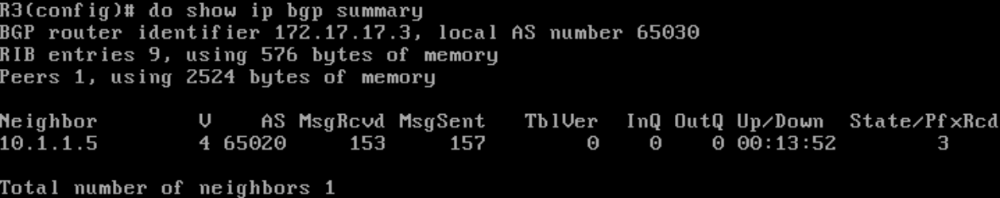 R3(config)# do show ip bgp summary
BGP router identifier 172.17.17.3, local AS number 65030
RIB entries 9, using 576 bytes of memory
Peers 1, using 2524 bytes of memory
Neighbor V AS MsgRcvd MsgSent TblVer InQ OutQ Up/Down State/PfxRcd
10.1.1.5 4 65020 153 157 0 0 0 00:13:52 3
Total number of neighbors 1